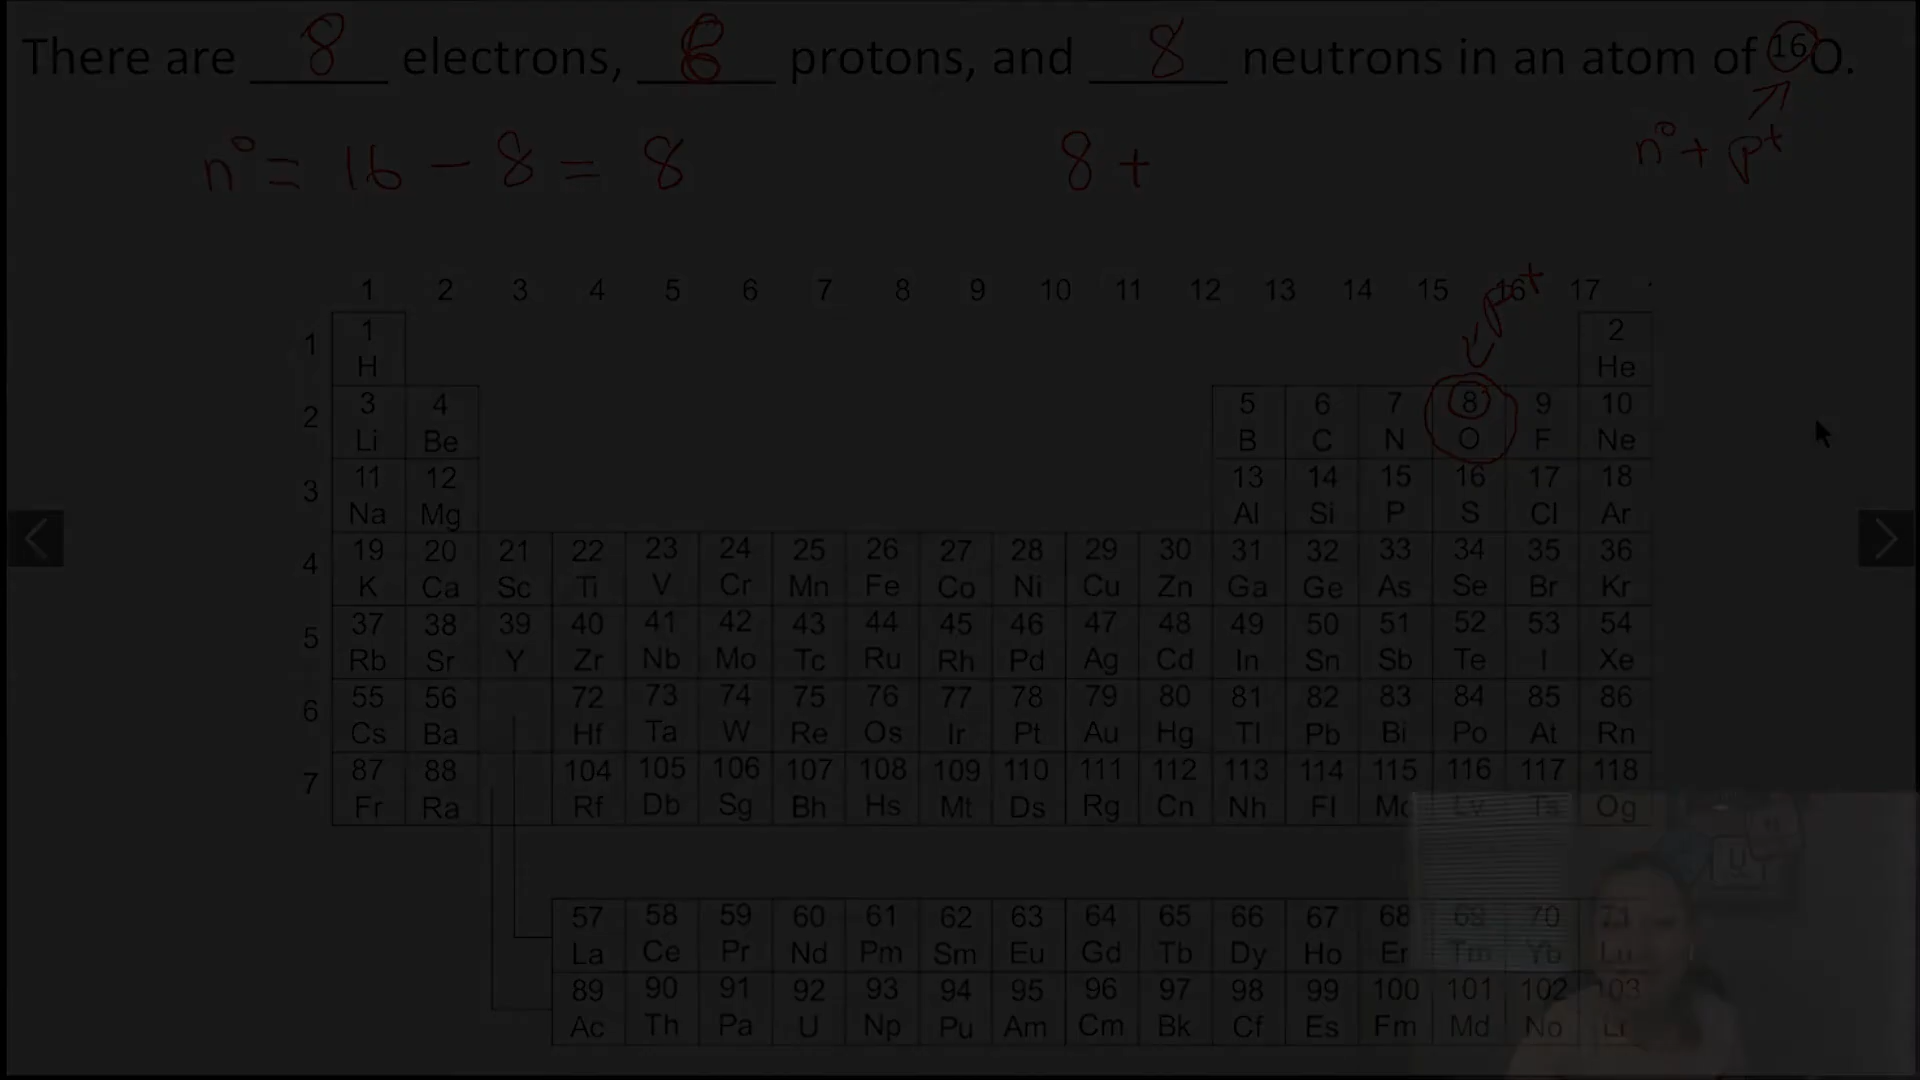 There are 8 electrons, protons, and 8 neutrons in an atom of ¹⁶O.
n⁰ = 16 - 8 = 8 8 + n⁰ + p⁺
p⁺
1 2 3 4 5 6 7 8 9 10 11 12 13 14 15 16 17
1 1 2
H He
2 3 4 5 6 7 8 9 10
Li Be B C N O F Ne
3 11 12 13 14 15 16 17 18
Na Mg Al Si P S Cl Ar
4 19 20 21 22 23 24 25 26 27 28 29 30 31 32 33 34 35 36
K Ca Sc Ti V Cr Mn Fe Co Ni Cu Zn Ga Ge As Se Br Kr
5 37 38 39 40 41 42 43 44 45 46 47 48 49 50 51 52 53 54
Rb Sr Y Zr Nb Mo Tc Ru Rh Pd Ag Cd In Sn Sb Te I Xe
6 55 56 72 73 74 75 76 77 78 79 80 81 82 83 84 85 86
Cs Ba Hf Ta W Re Os Ir Pt Au Hg Tl Pb Bi Po At Rn
7 87 88 104 105 106 107 108 109 110 111 112 113 114 115 116 117 118
Fr Ra Rf Db Sg Bh Hs Mt Ds Rg Cn Nh Fl Mc Lv Ts Og
57 58 59 60 61 62 63 64 65 66 67 68 69 70 71
La Ce Pr Nd Pm Sm Eu Gd Tb Dy Ho Er Tm Yb Lu
89 90 91 92 93 94 95 96 97 98 99 100 101 102 103
Ac Th Pa U Np Pu Am Cm Bk Cf Es Fm Md No Lr